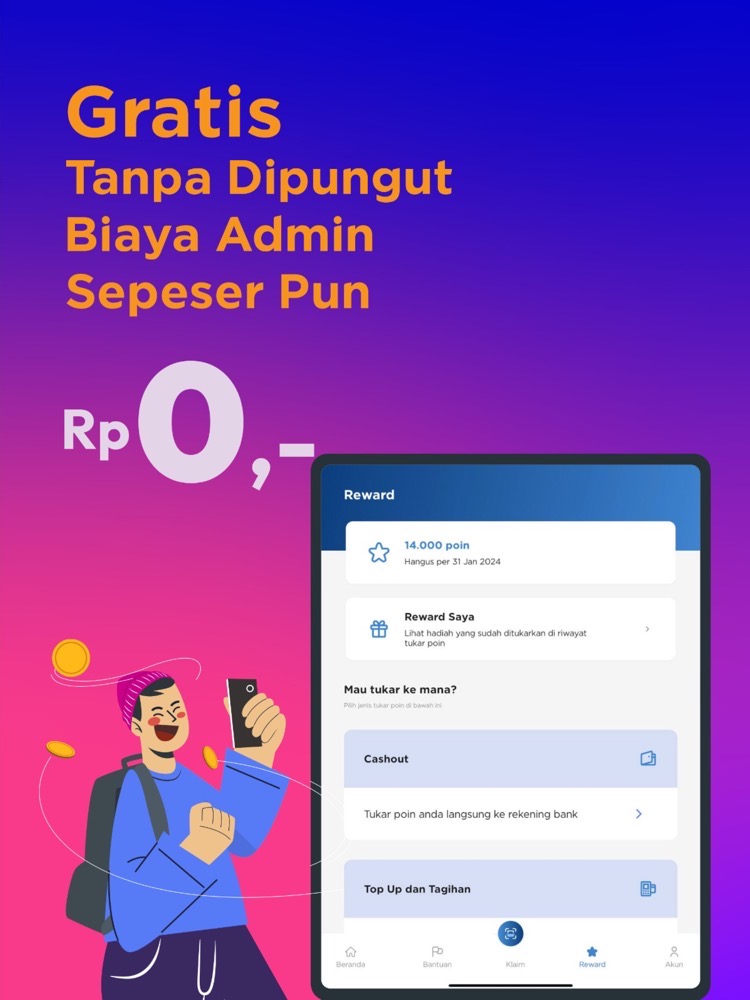 Gratis
Tanpa Dipungut
Biaya Admin
Sepeser Pun
Rp0,-
Reward
14.000 poin
Hangus per 31 Jan 2024
Reward Saya
Lihat hadiah yang sudah ditukarkan di riwayat
tukar poin
Mau tukar ke mana?
Pilih jenis tukar poin di bawah ini
Cashout
Tukar poin anda langsung ke rekening bank
Top Up dan Tagihan
Beranda
Bantuan
Klaim
Reward
Akun